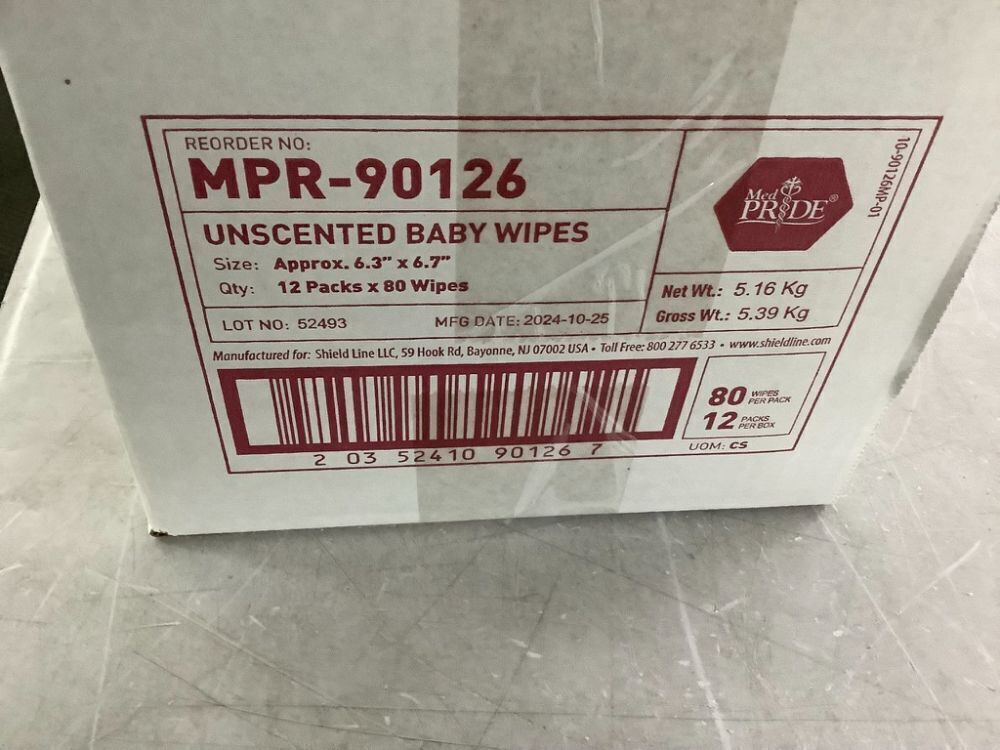 REORDER NO:
MPR-90126
UNSCENTED BABY WIPES
Size: Approx. 6.3" x 6.7"
Qty: 12 Packs x 80 Wipes
LOT NO: 52493 MFG DATE: 2024-10-25
Med
PRIDE®
10-90126MP-01
Net Wt.: 5.16 Kg
Gross Wt.: 5.39 Kg
Manufactured for: Shield Line LLC, 59 Hook Rd, Bayonne, NJ 07002 USA • Toll Free: 800 277 6533 • www.shieldline.com
2 03 52410 90126 7
80 WIPES PER PACK
12 PACKS PER BOX
UOM: CS